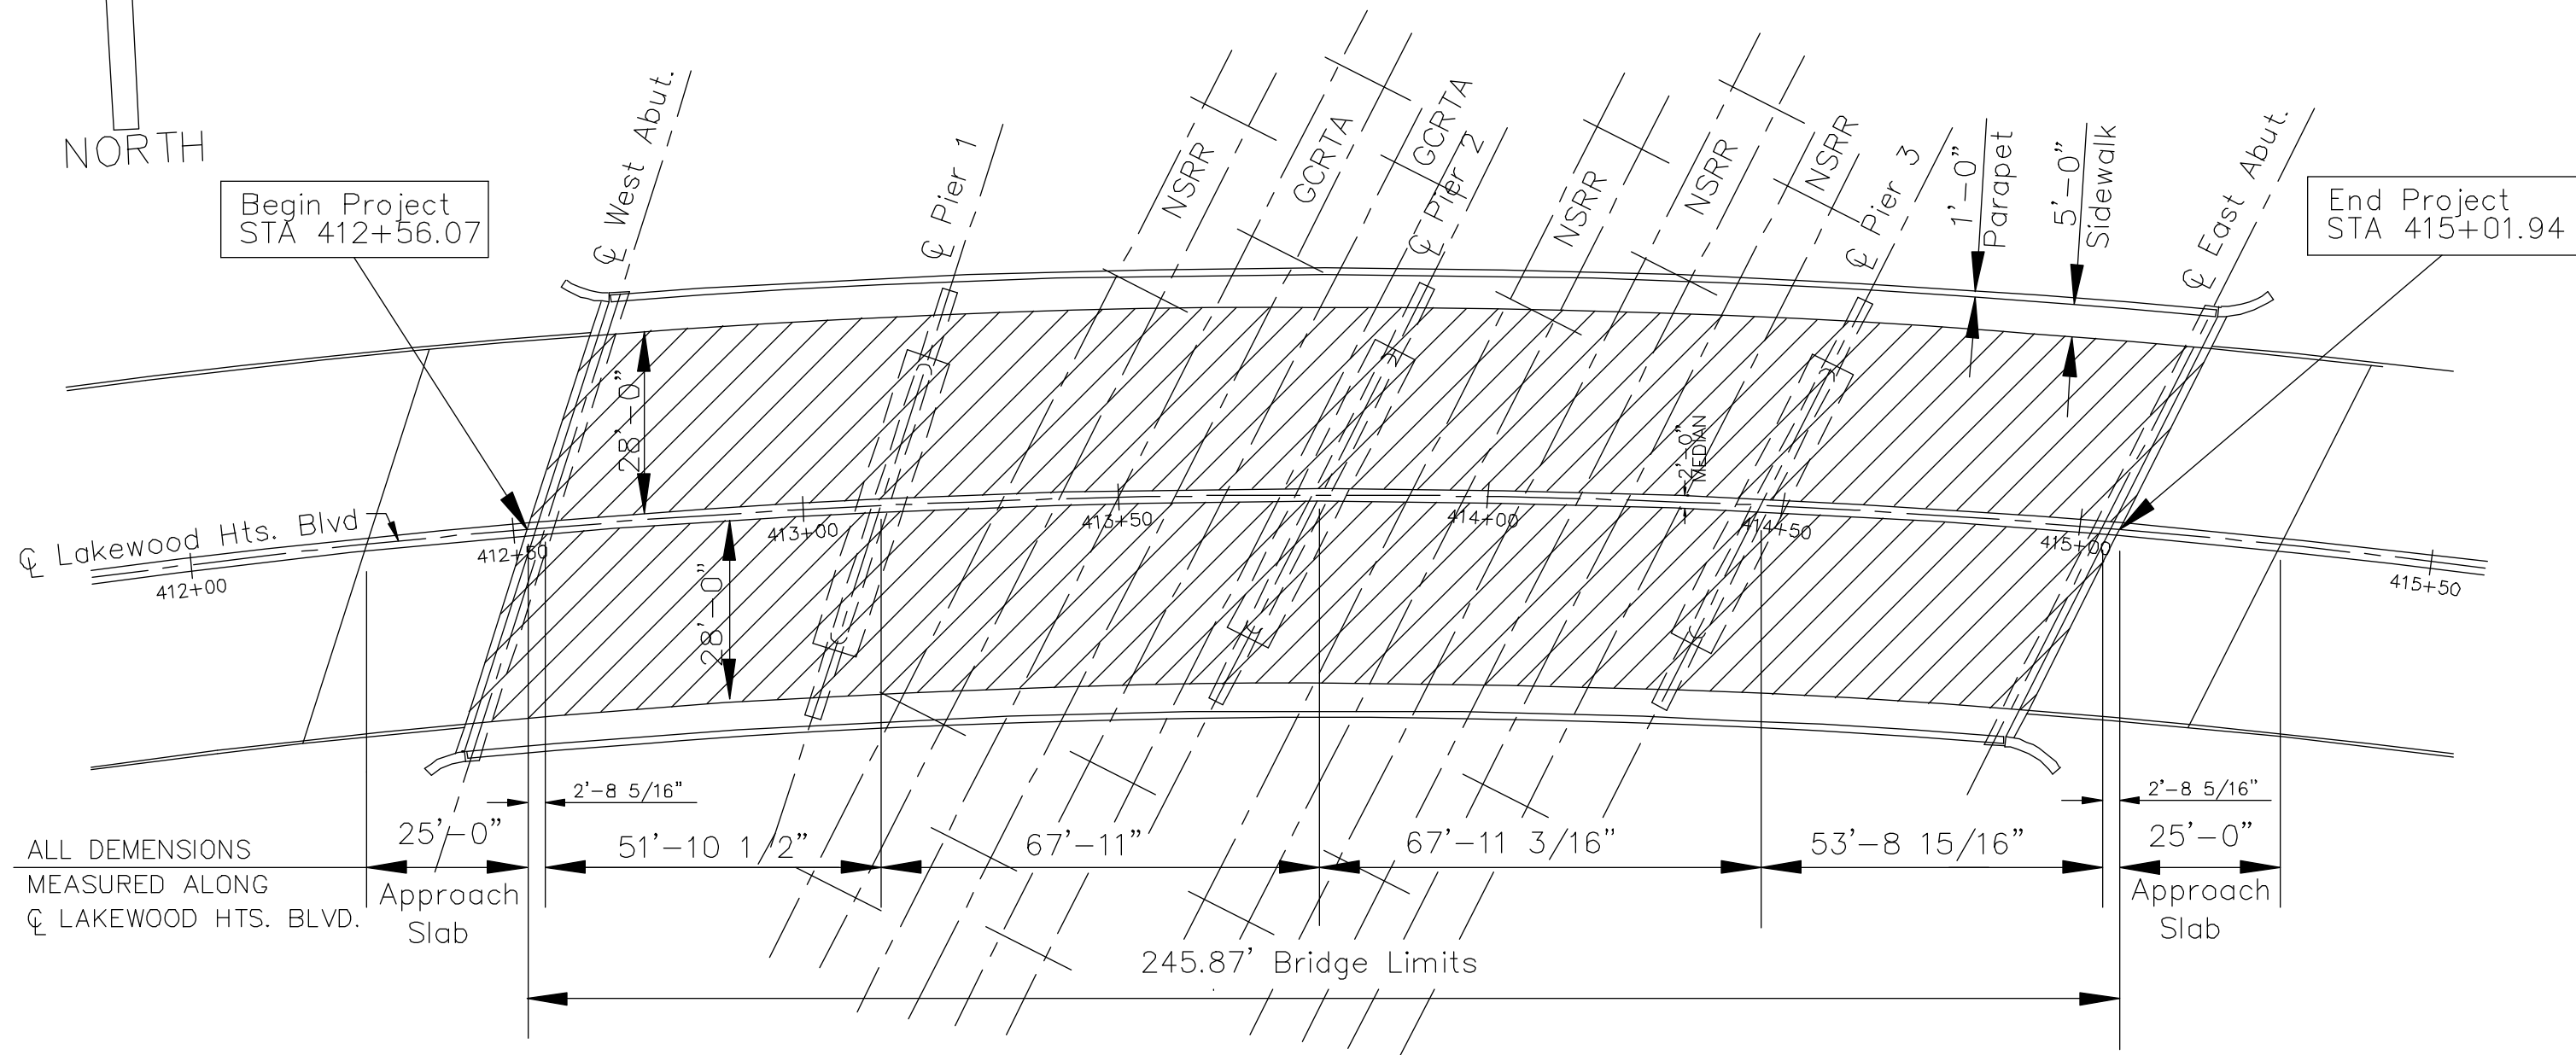 NORTH
Begin Project
STA 412+56.07
℄ West Abut.
℄ Pier 1
NSRR
GCRTA
GCRTA
℄ Pier 2
NSRR
NSRR
NSRR
℄ Pier 3
1'-0"
Parapet
5'-0"
Sidewalk
℄ East Abut.
End Project
STA 415+01.94
28'-0"
2'-0"
MEDIAN
℄ Lakewood Hts. Blvd
412+00
412+50
413+00
413+50
414+00
414+50
415+00
415+50
28'-0"
2'-8 5/16"
2'-8 5/16"
25'-0"
51'-10 1/2"
67'-11"
67'-11 3/16"
53'-8 15/16"
25'-0"
ALL DEMENSIONS
MEASURED ALONG
℄ LAKEWOOD HTS. BLVD.
Approach
Slab
Approach
Slab
245.87' Bridge Limits